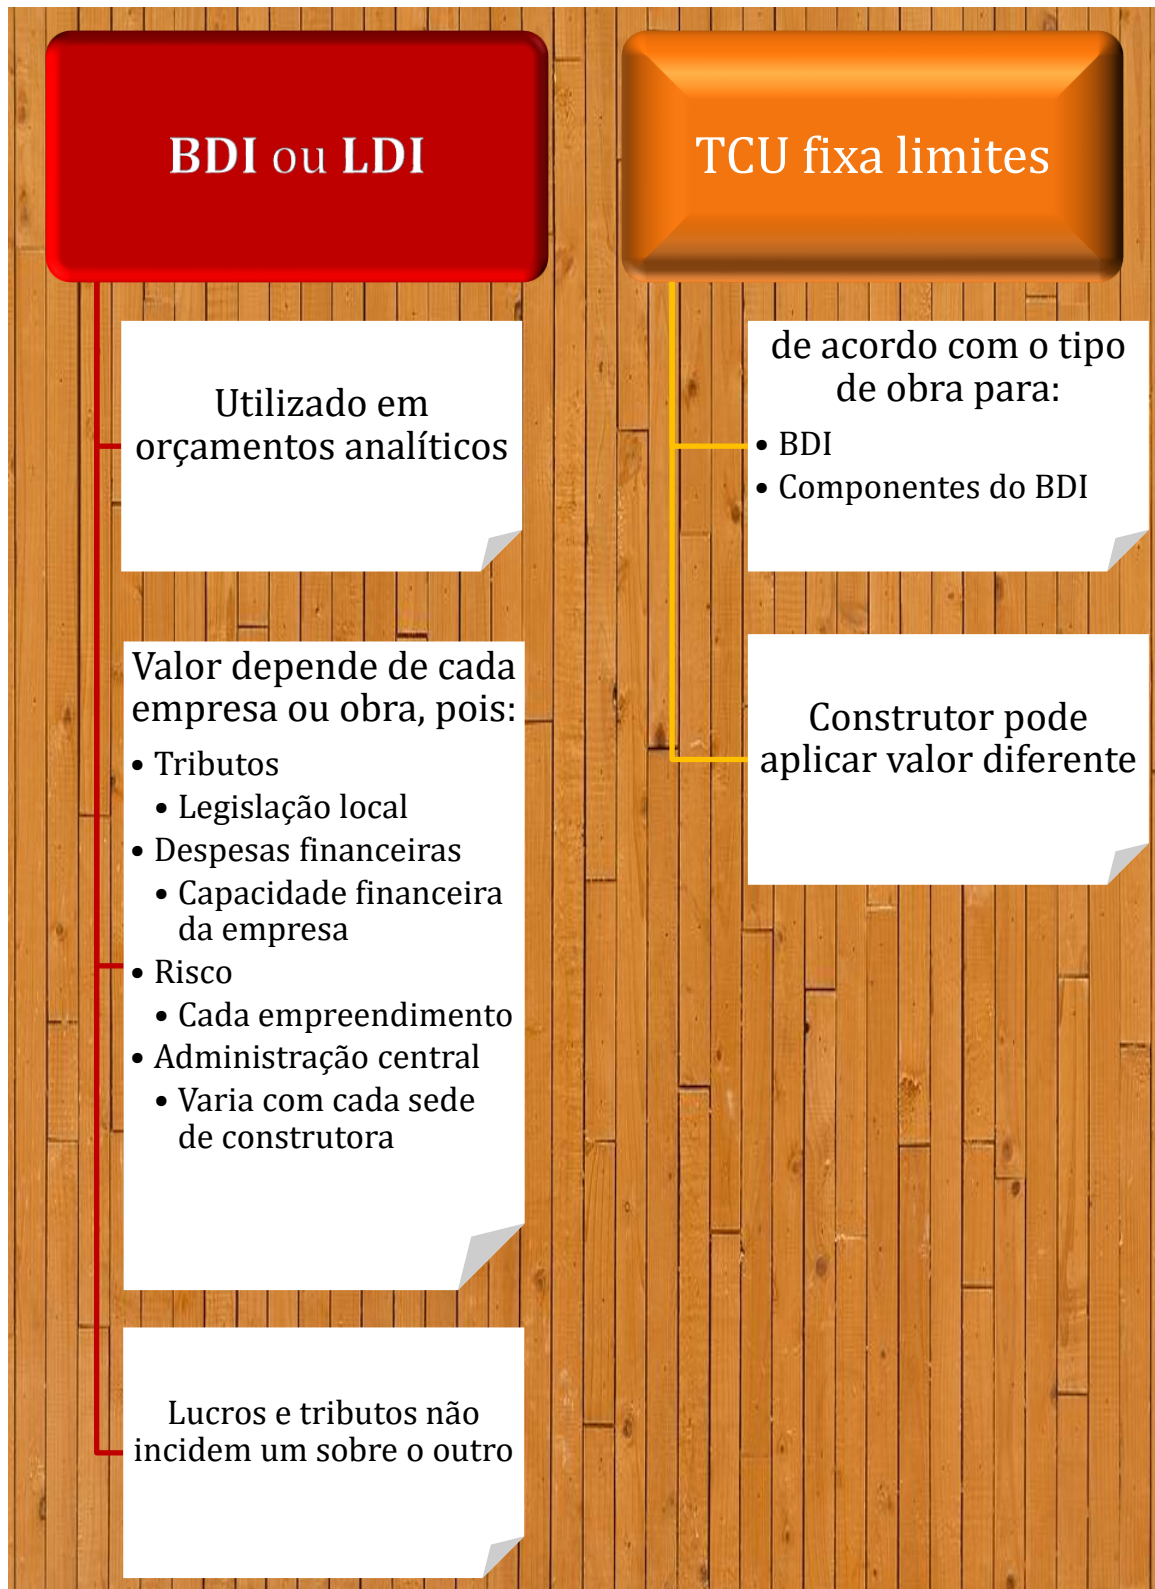 BDI ou LDI
Utilizado em
orçamentos analíticos
Valor depende de cada
empresa ou obra, pois:
• Tributos
• Legislação local
• Despesas financeiras
• Capacidade financeira
da empresa
• Risco
• Cada empreendimento
• Administração central
• Varia com cada sede
de construtora
Lucros e tributos não
incidem um sobre o outro
TCU fixa limites
de acordo com o tipo
de obra para:
• BDI
• Componentes do BDI
Construtor pode
aplicar valor diferente